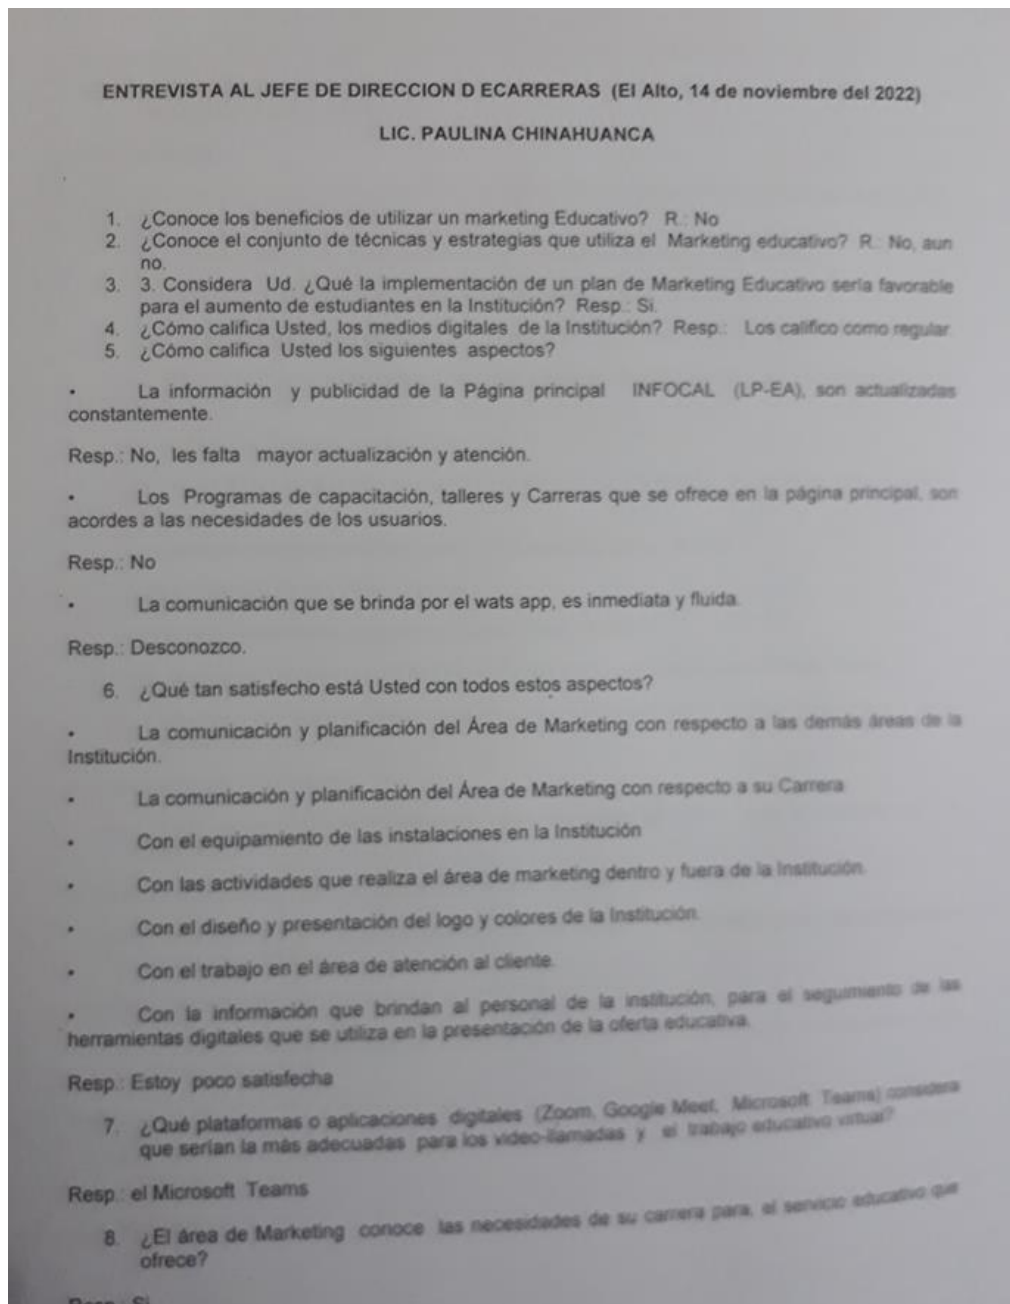 ENTREVISTA AL JEFE DE DIRECCION D ECARRERAS (El Alto, 14 de noviembre del 2022)
LIC. PAULINA CHINAHUANCA
1. ¿Conoce los beneficios de utilizar un marketing Educativo? R.: No
2. ¿Conoce el conjunto de técnicas y estrategias que utiliza el Marketing educativo? R.: No, aun
no.
3. 3. Considera Ud. ¿Qué la implementación de un plan de Marketing Educativo sería favorable
para el aumento de estudiantes en la Institución? Resp.: Si.
4. ¿Cómo califica Usted, los medios digitales de la Institución? Resp.: Los califico como regular
5. ¿Cómo califica Usted los siguientes aspectos?
• La información y publicidad de la Página principal INFOCAL (LP-EA), son actualizadas
constantemente.
Resp.: No, les falta mayor actualización y atención.
• Los Programas de capacitación, talleres y Carreras que se ofrece en la página principal, son
acordes a las necesidades de los usuarios.
Resp.: No
• La comunicación que se brinda por el wats app, es inmediata y fluida.
Resp.: Desconozco.
6. ¿Qué tan satisfecho está Usted con todos estos aspectos?
• La comunicación y planificación del Área de Marketing con respecto a las demás áreas de la
Institución.
• La comunicación y planificación del Área de Marketing con respecto a su Carrera
• Con el equipamiento de las instalaciones en la Institución
• Con las actividades que realiza el área de marketing dentro y fuera de la Institución.
• Con el diseño y presentación del logo y colores de la Institución.
• Con el trabajo en el área de atención al cliente.
• Con la información que brindan al personal de la institución, para el seguimiento de las
herramientas digitales que se utiliza en la presentación de la oferta educativa.
Resp.: Estoy poco satisfecha
7. ¿Qué plataformas o aplicaciones digitales (Zoom, Google Meet, Microsoft Teams) considera
que serían la más adecuadas para los video-llamadas y el trabajo educativo virtual?
Resp.: el Microsoft Teams
8. ¿El área de Marketing conoce las necesidades de su carrera para, el servicio educativo que
ofrece?
Resp.: Si